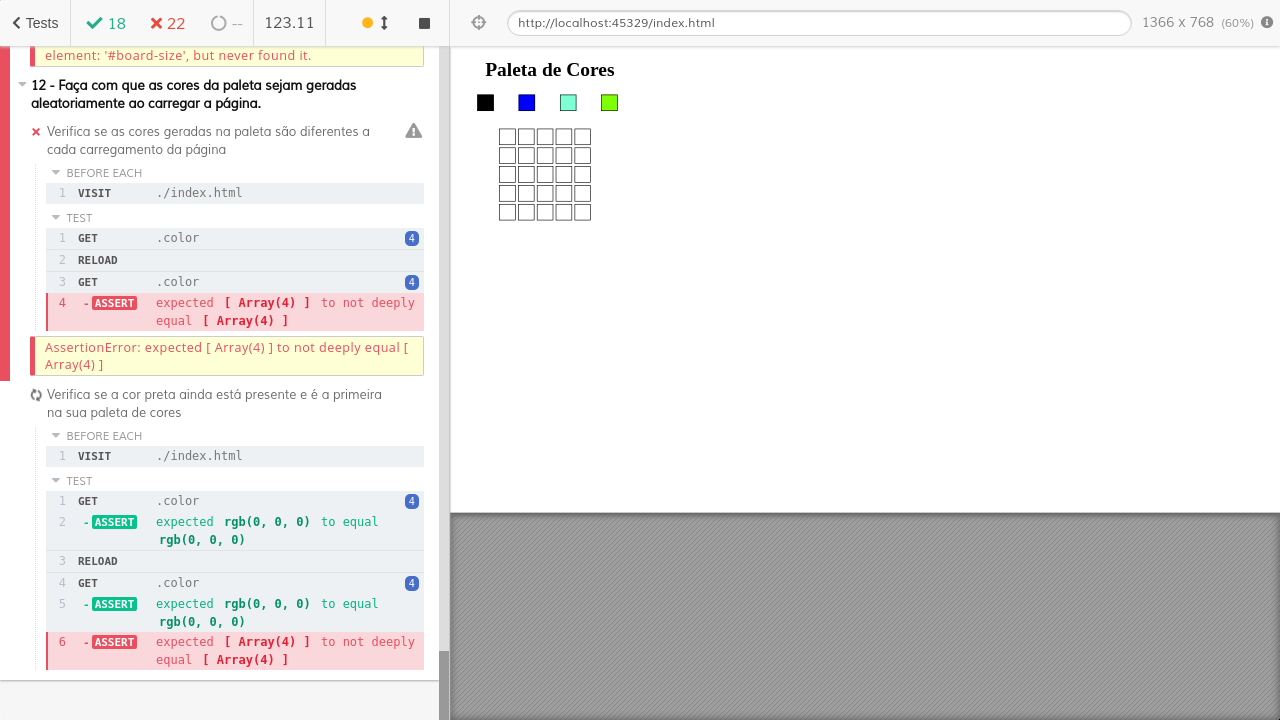 Tests
18
22
--
123.11
http://localhost:45329/index.html
1366 x 768 (60%)
element: '#board-size', but never found it.
12 - Faça com que as cores da paleta sejam geradas
aleatoriamente ao carregar a página.
Verifica se as cores geradas na paleta são diferentes a
cada carregamento da página
BEFORE EACH
1 VISIT ./index.html
TEST
1 GET .color 4
2 RELOAD
3 GET .color 4
4 -ASSERT expected [ Array(4) ] to not deeply
equal [ Array(4) ]
AssertionError: expected [ Array(4) ] to not deeply equal [
Array(4) ]
Verifica se a cor preta ainda está presente e é a primeira
na sua paleta de cores
BEFORE EACH
1 VISIT ./index.html
TEST
1 GET .color 4
2 -ASSERT expected rgb(0, 0, 0) to equal
rgb(0, 0, 0)
3 RELOAD
4 GET .color 4
5 -ASSERT expected rgb(0, 0, 0) to equal
rgb(0, 0, 0)
6 -ASSERT expected [ Array(4) ] to not deeply
equal [ Array(4) ]
Paleta de Cores